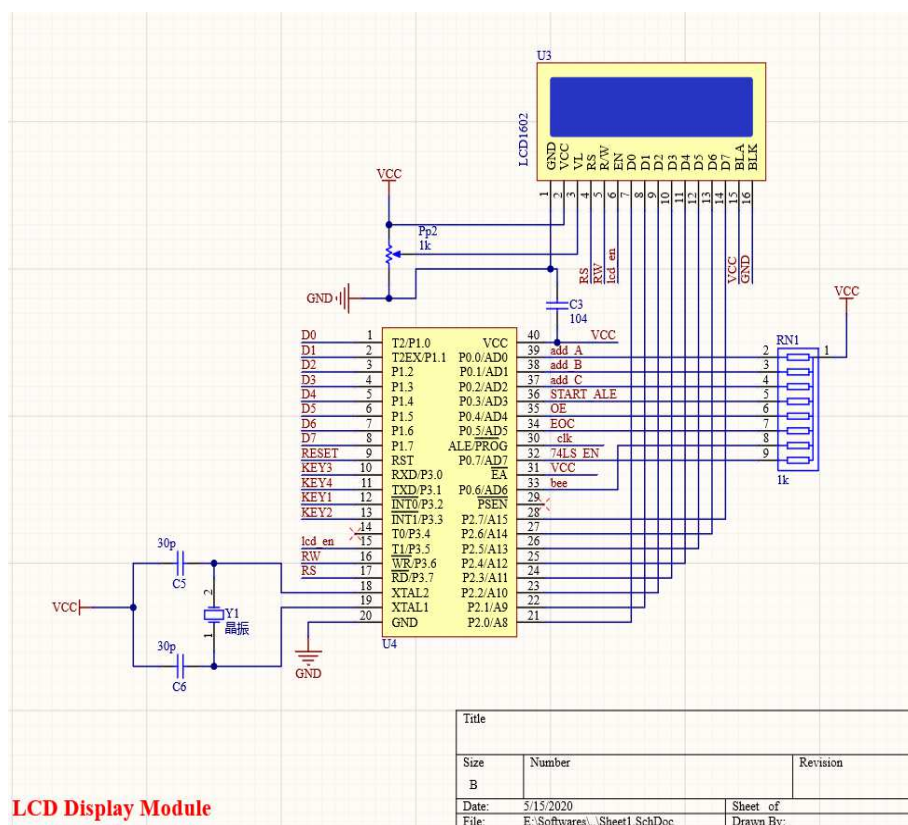 U3
LCD1602
GND
VCC
VL
RS
R/W
EN
D0
D1
D2
D3
D4
D5
D6
D7
BLA
BLK
1
2
3
4
5
6
7
8
9
10
11
12
13
14
15
16
RS
RW
lcd_en
VCC
GND
VCC
Pp2
1k
GND
C3
104
VCC
RN1
2 1
3
4
5
6
7
8
9
1k
D0 1 T2/P1.0 VCC 40 VCC
D1 2 T2EX/P1.1 P0.0/AD0 39 add_A
D2 3 P1.2 P0.1/AD1 38 add_B
D3 4 P1.3 P0.2/AD2 37 add_C
D4 5 P1.4 P0.3/AD3 36 START_ALE
D5 6 P1.5 P0.4/AD4 35 OE
D6 7 P1.6 P0.5/AD5 34 EOC
D7 8 P1.7 ALE/PROG 30 clk
RESET 9 RST P0.7/AD7 32 74LS_EN
KEY3 10 RXD/P3.0 EA 31 VCC
KEY4 11 TXD/P3.1 P0.6/AD6 33 bee
KEY1 12 INT0/P3.2 PSEN 29
KEY2 13 INT1/P3.3 P2.7/A15 28
14 T0/P3.4 P2.6/A14 27
lcd_en 15 T1/P3.5 P2.5/A13 26
RW 16 WR/P3.6 P2.4/A12 25
RS 17 RD/P3.7 P2.3/A11 24
18 XTAL2 P2.2/A10 23
19 XTAL1 P2.1/A9 22
20 GND P2.0/A8 21
U4
GND
30p
C5
VCC
2
Y1
晶振
1
30p
C6
Title
Size Number Revision
B
Date: 5/15/2020 Sheet of
File: E:\Softwares\..\Sheet1.SchDoc Drawn By:
LCD Display Module